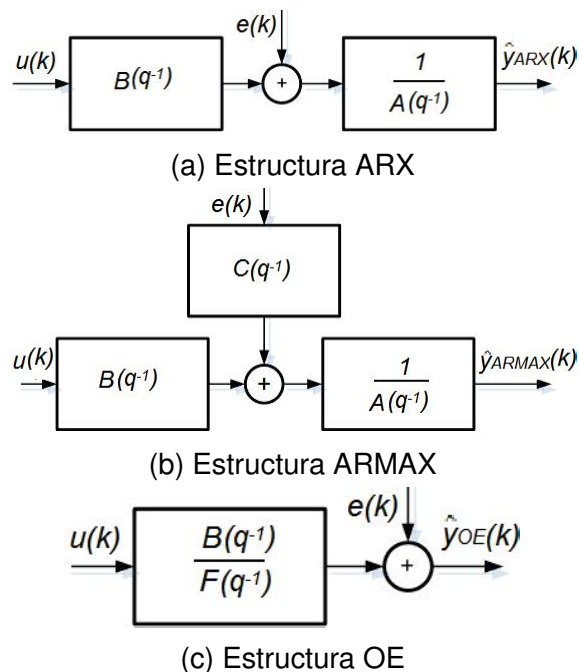 e(k)
u(k)
B(q-1)
+
1
A(q-1)
ŷARX(k)
(a) Estructura ARX
e(k)
C(q-1)
u(k)
B(q-1)
+
1
A(q-1)
ŷARMAX(k)
(b) Estructura ARMAX
e(k)
u(k)
B(q-1)
F(q-1)
+
ŷOE(k)
(c) Estructura OE